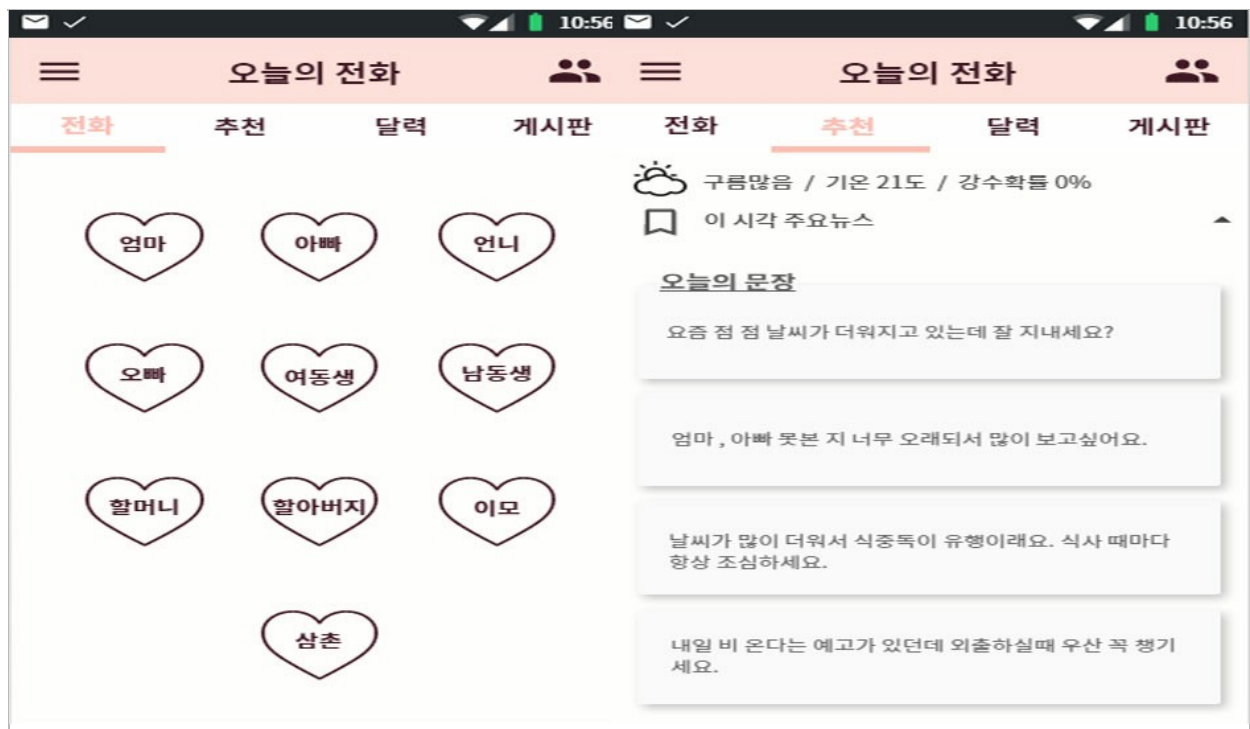 10:56
오늘의 전화
전화 추천 달력 게시판
엄마 아빠 언니
오빠 여동생 남동생
할머니 할아버지 이모
삼촌
10:56
오늘의 전화
전화 추천 달력 게시판
구름많음 / 기온 21도 / 강수확틀 0%
이 시각 주요뉴스
오늘의 문장
요즘 점 점 날씨가 더워지고 있는데 잘 지내세요?
엄마 , 아빠 못본 지 너무 오래되서 많이 보고싶어요.
날씨가 많이 더워서 식중독이 유행이래요. 식사 때마다
항상 조심하세요.
내일 비 온다는 예고가 있던데 외출하실때 우산 꼭 챙기
세요.